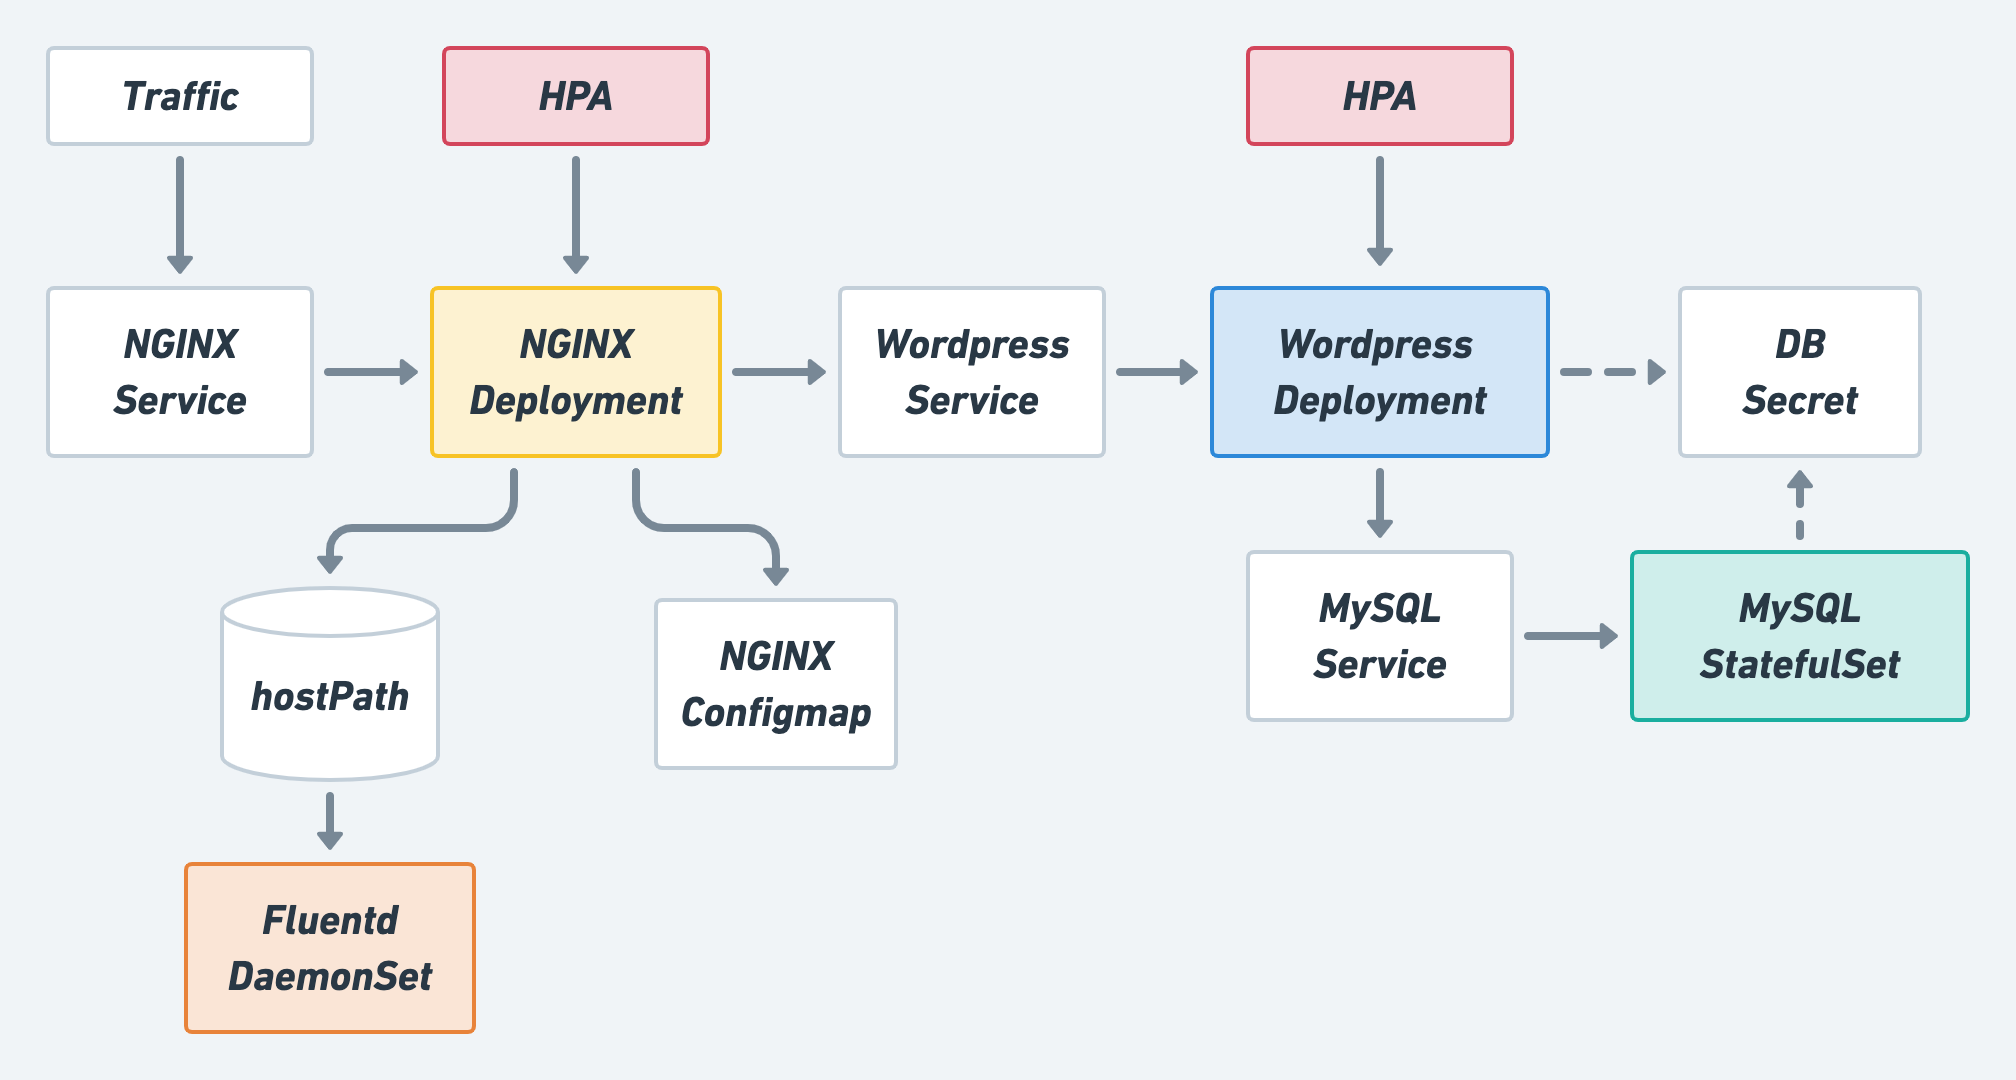 Traffic
HPA
HPA
NGINX
Service
NGINX
Deployment
Wordpress
Service
Wordpress
Deployment
DB
Secret
hostPath
NGINX
Configmap
MySQL
Service
MySQL
StatefulSet
Fluentd
DaemonSet